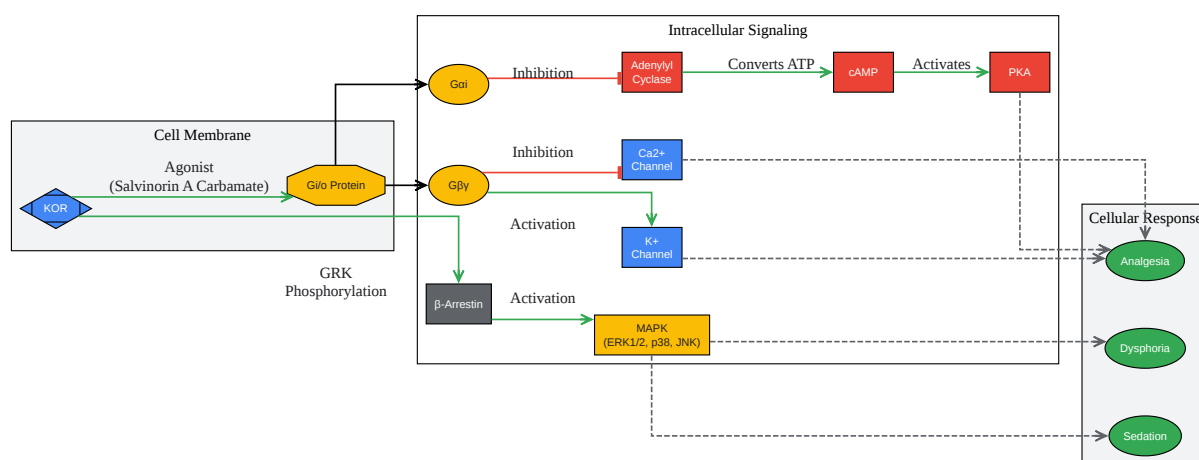 Intracellular Signaling
Gαi
Inhibition
Adenylyl
Cyclase
Converts ATP
cAMP
Activates
PKA
Cell Membrane
Agonist
(Salvinorin A Carbamate)
KOR
Gi/o Protein
Gβγ
Inhibition
Ca2+
Channel
Activation
K+
Channel
GRK
Phosphorylation
β-Arrestin
Activation
MAPK
(ERK1/2, p38, JNK)
Cellular Response
Analgesia
Dysphoria
Sedation